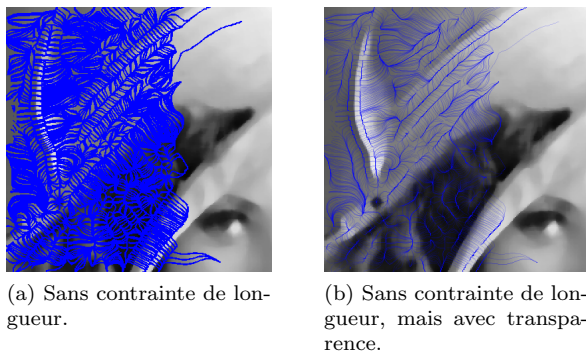 (a) Sans contrainte de lon-
gueur.
(b) Sans contrainte de lon-
gueur, mais avec transpa-
rence.